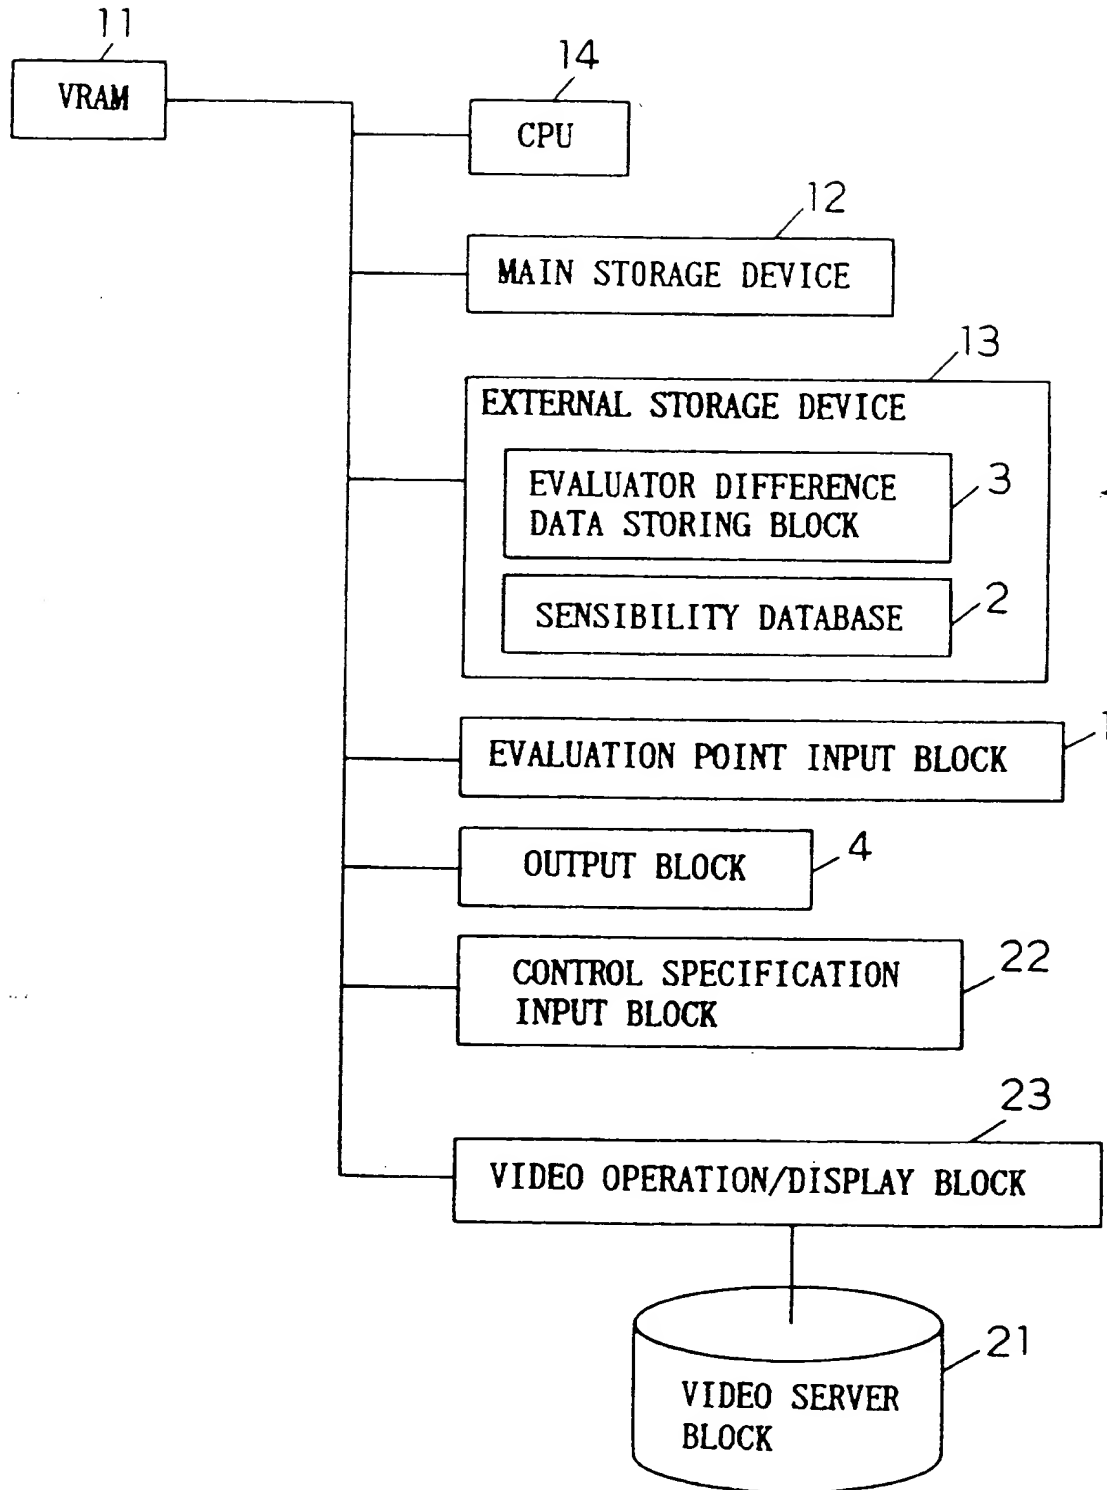 11
VRAM
14
CPU
12
MAIN STORAGE DEVICE
13
EXTERNAL STORAGE DEVICE
EVALUATOR DIFFERENCE
DATA STORING BLOCK
3
SENSIBILITY DATABASE
2
EVALUATION POINT INPUT BLOCK
1
OUTPUT BLOCK
4
CONTROL SPECIFICATION
INPUT BLOCK
22
23
VIDEO OPERATION/DISPLAY BLOCK
21
VIDEO SERVER
BLOCK